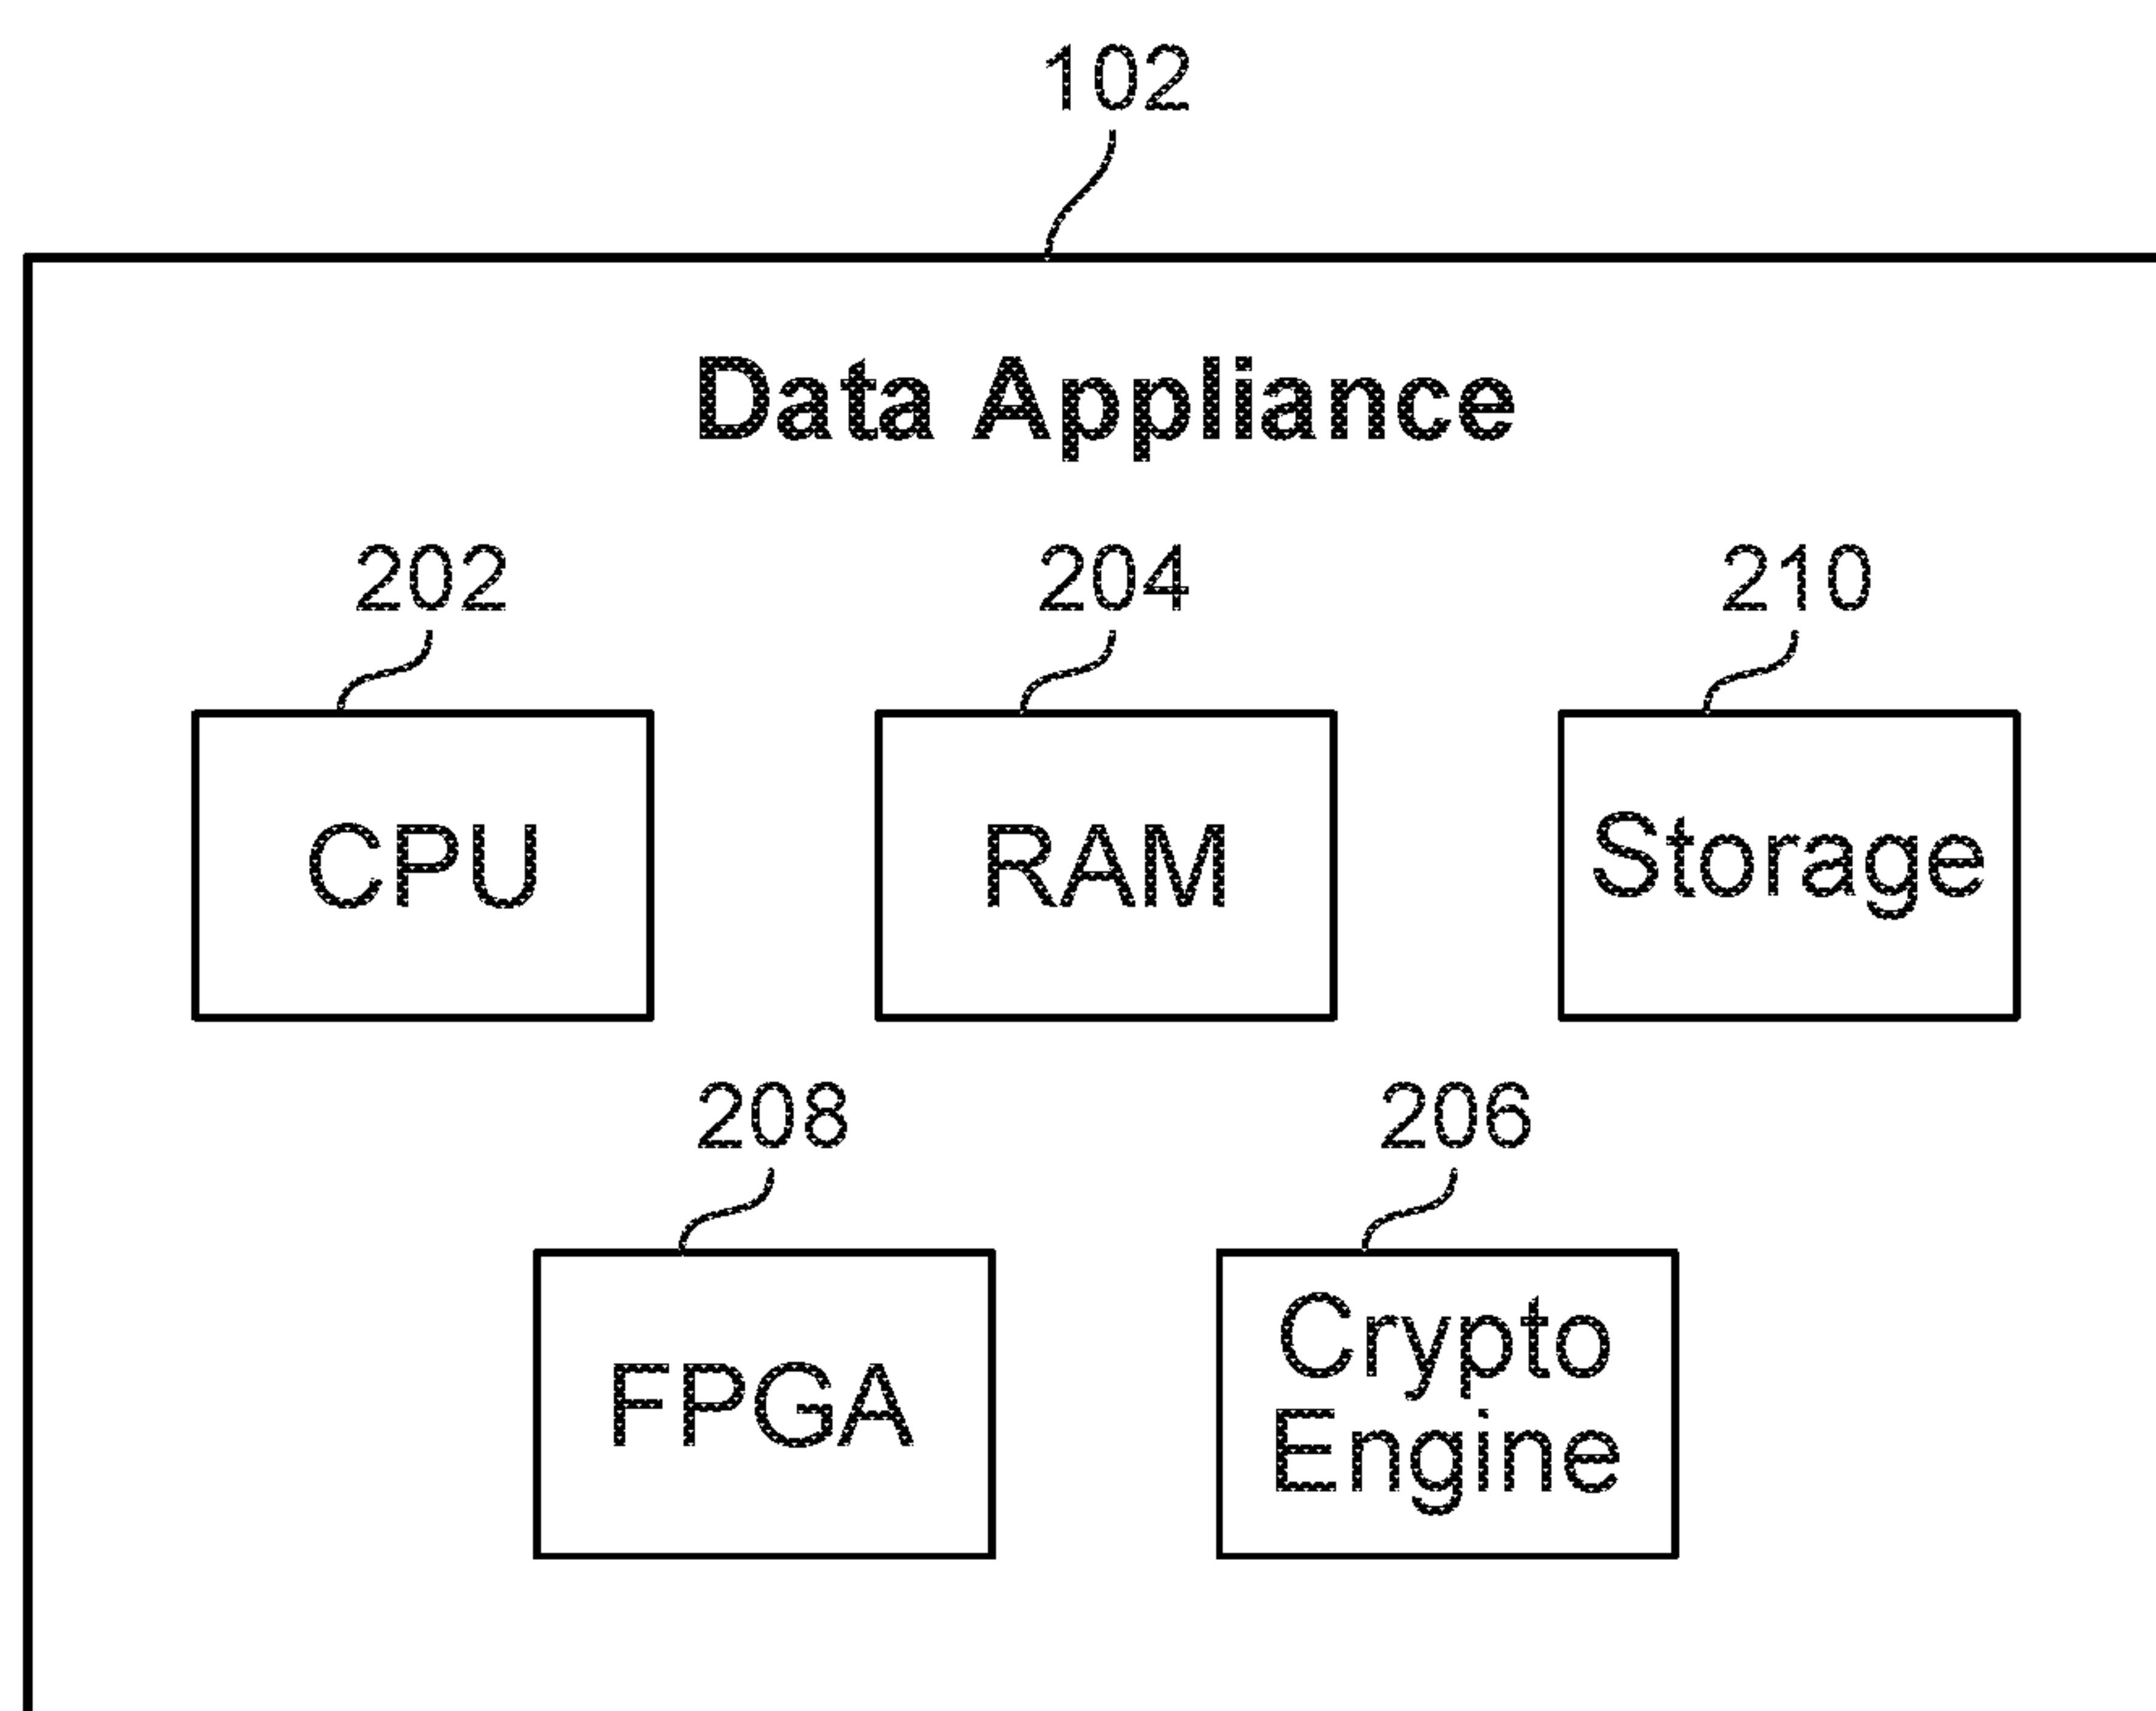 102
Data Appliance
202 204 210
CPU RAM Storage
208 206
FPGA Crypto
Engine